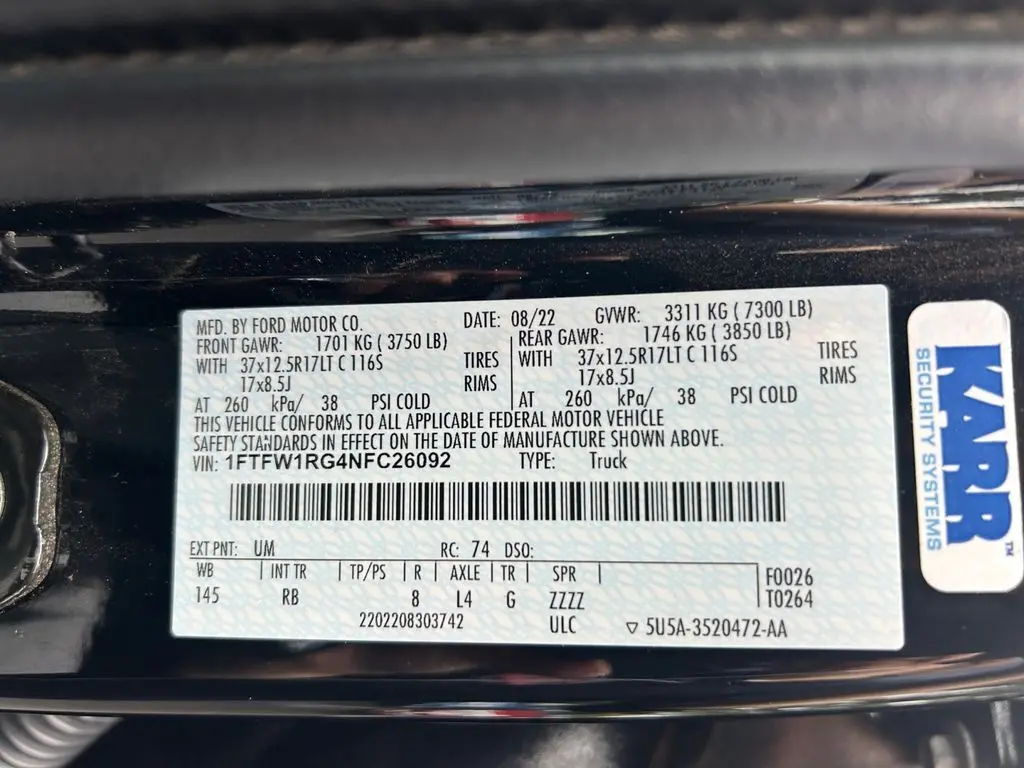 MFD. BY FORD MOTOR CO. DATE: 08/22 GVWR: 3311 KG ( 7300 LB)
FRONT GAWR: 1701 KG ( 3750 LB) REAR GAWR: 1746 KG ( 3850 LB)
WITH 37x12.5R17LT C 116S TIRES WITH 37x12.5R17LT C 116S TIRES
17x8.5J RIMS 17x8.5J RIMS
AT 260 kPa/ 38 PSI COLD AT 260 kPa/ 38 PSI COLD
THIS VEHICLE CONFORMS TO ALL APPLICABLE FEDERAL MOTOR VEHICLE
SAFETY STANDARDS IN EFFECT ON THE DATE OF MANUFACTURE SHOWN ABOVE.
VIN: 1FTFW1RG4NFC26092 TYPE: Truck
EXT PNT: UM RC: 74 DSO:
WB INT TR TP/PS R AXLE TR SPR F0026
145 RB 8 L4 G ZZZZ T0264
2202208303742 ULC ▽ 5U5A-3520472-AA
KARR™
SECURITY SYSTEMS